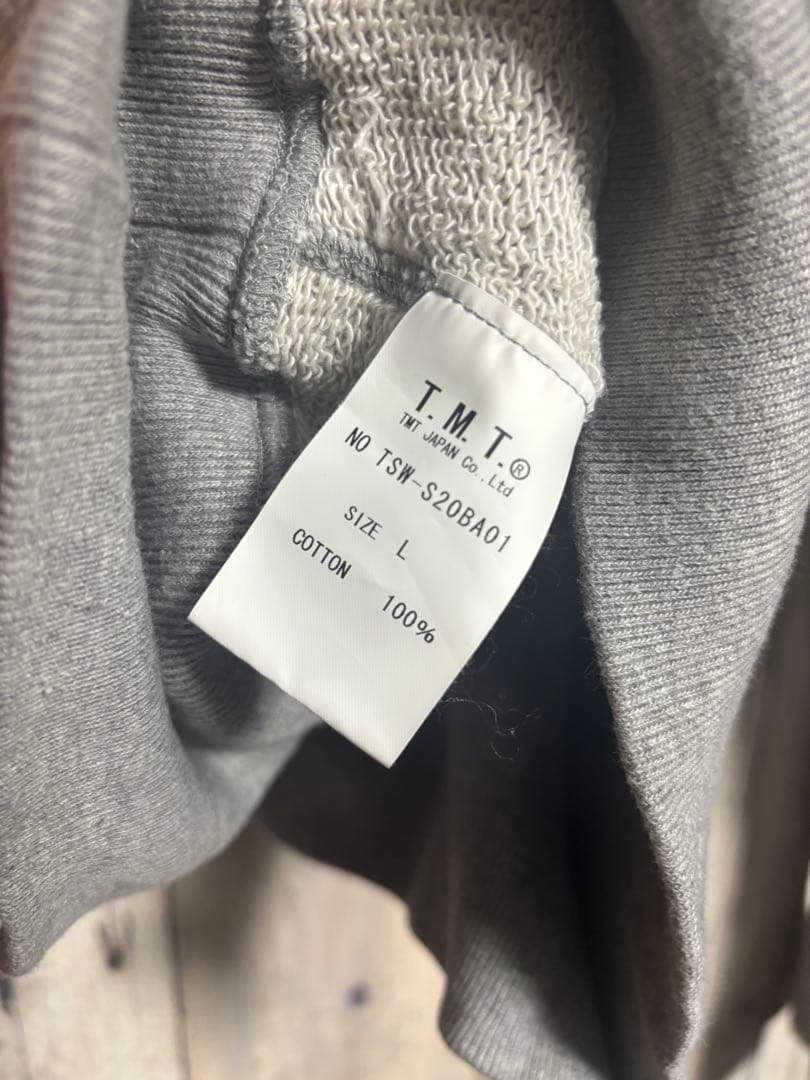 T.M.T.®
TMT JAPAN Co.,Ltd
NO TSW-S20BA01
SIZE L
COTTON 100%